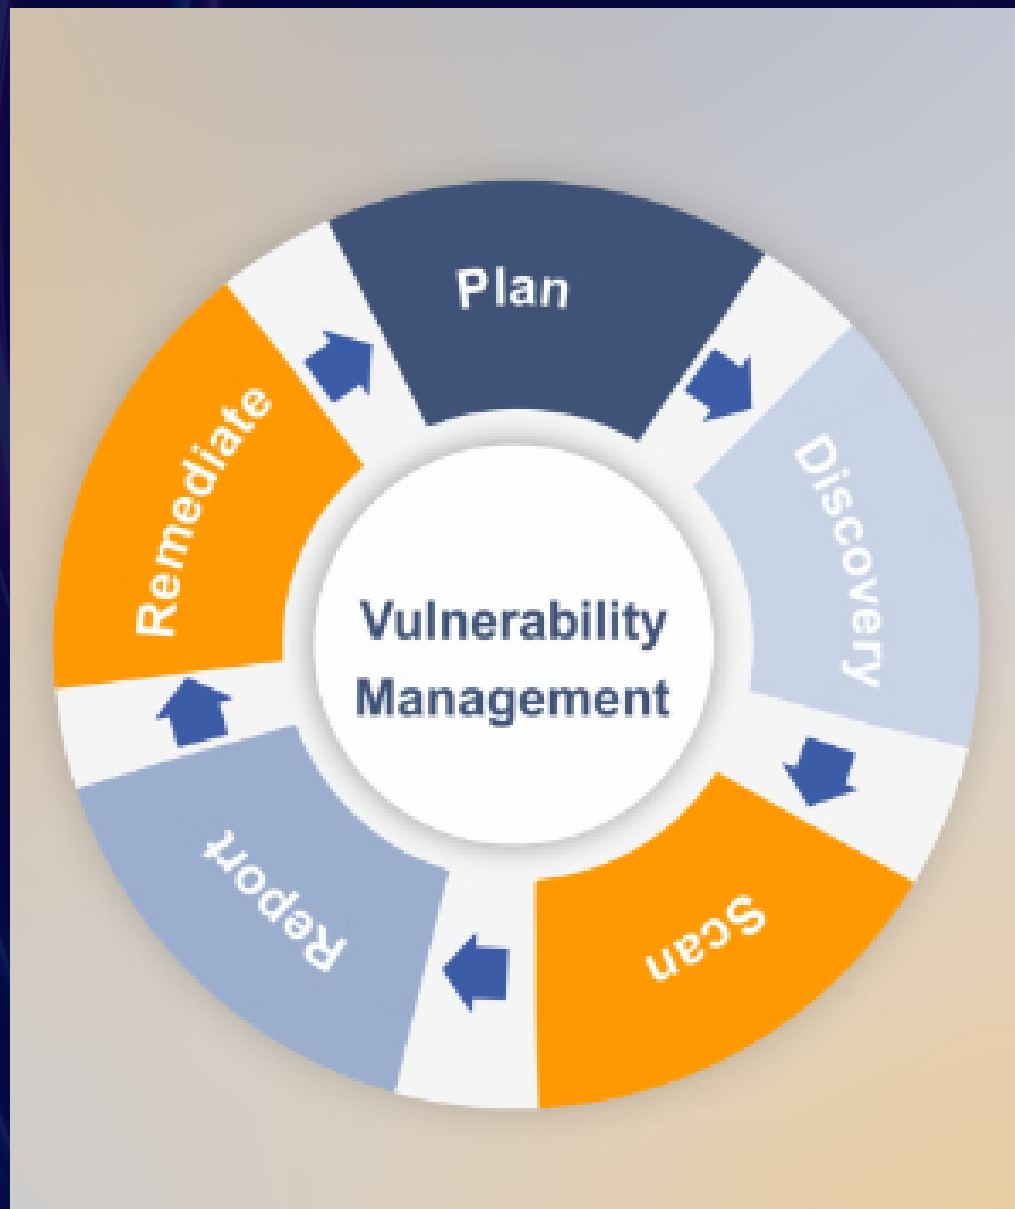 Plan
Discovery
Scan
Report
Remediate
Vulnerability
Management